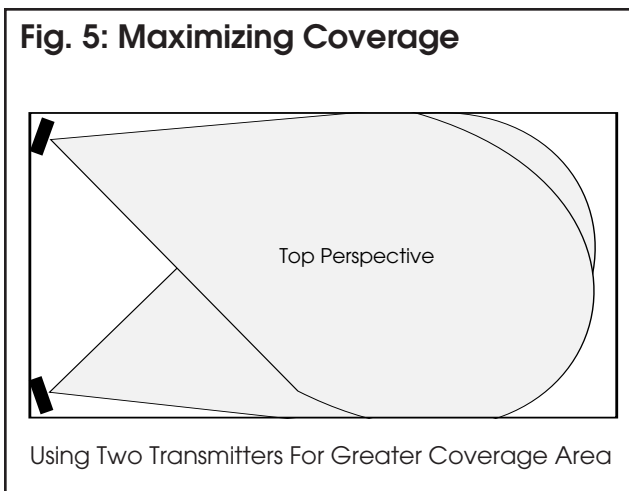 Fig. 5: Maximizing Coverage
Top Perspective
Using Two Transmitters For Greater Coverage Area